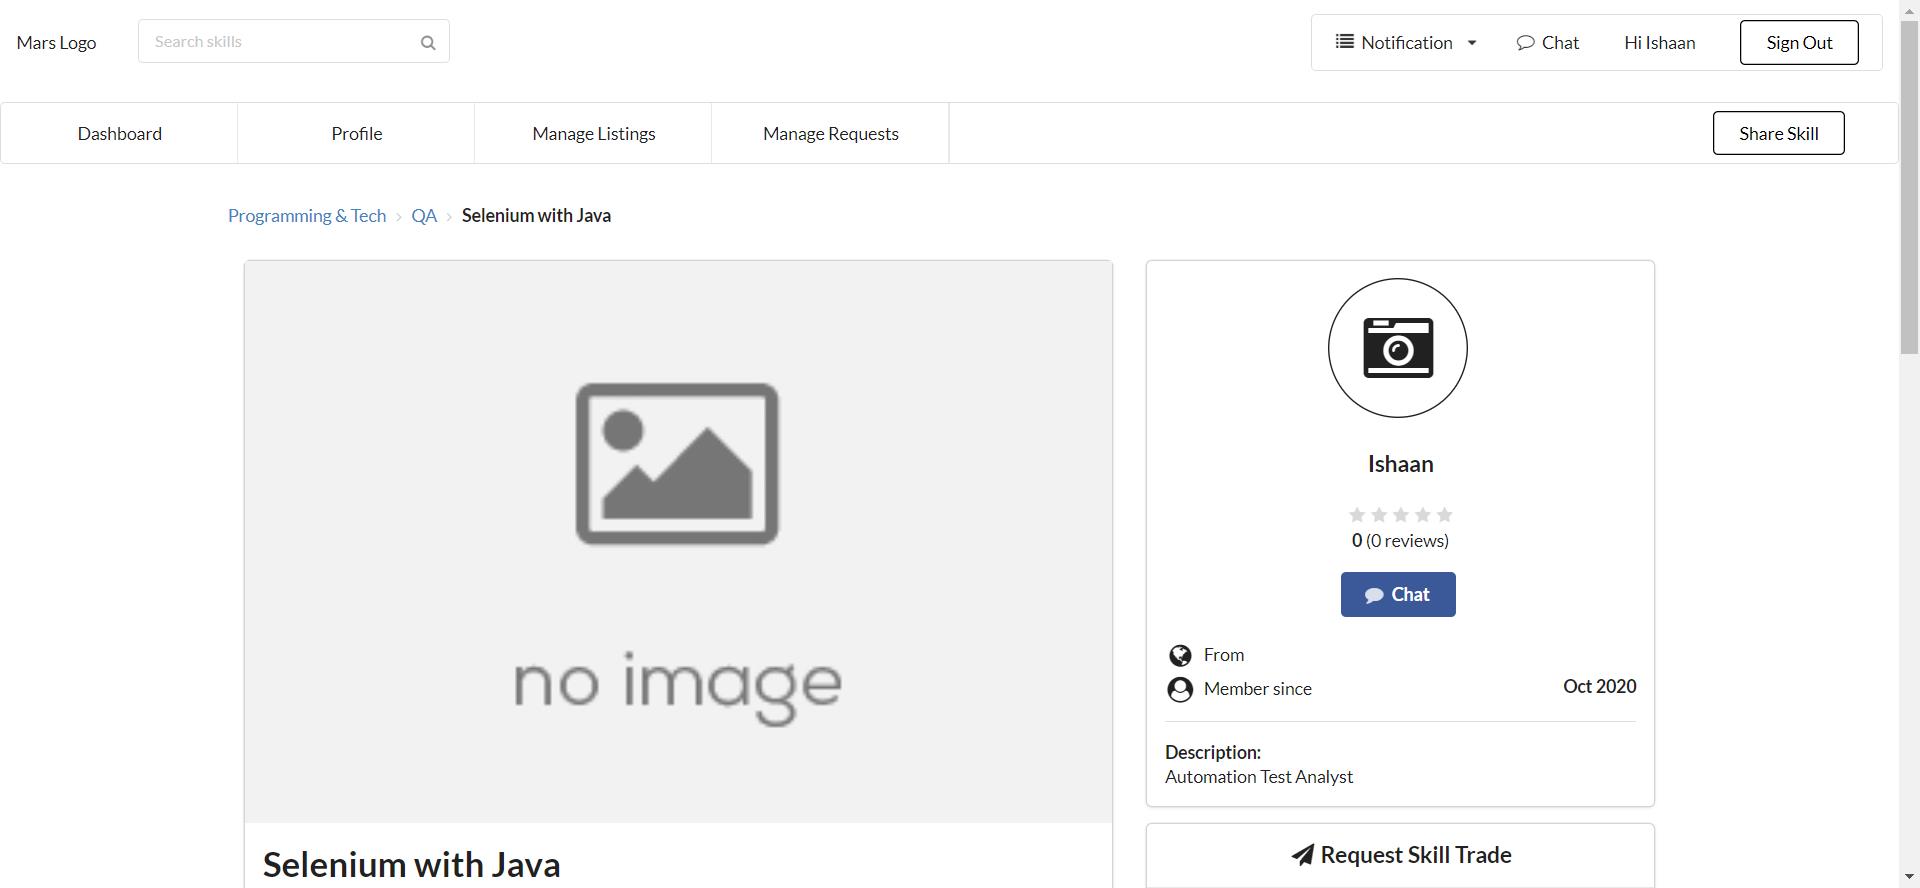 Mars Logo
Search skills
Notification
Chat
Hi Ishaan
Sign Out
Dashboard
Profile
Manage Listings
Manage Requests
Share Skill
Programming & Tech › QA › Selenium with Java
no image
Selenium with Java
Ishaan
0 (0 reviews)
Chat
From
Member since Oct 2020
Description:
Automation Test Analyst
Request Skill Trade